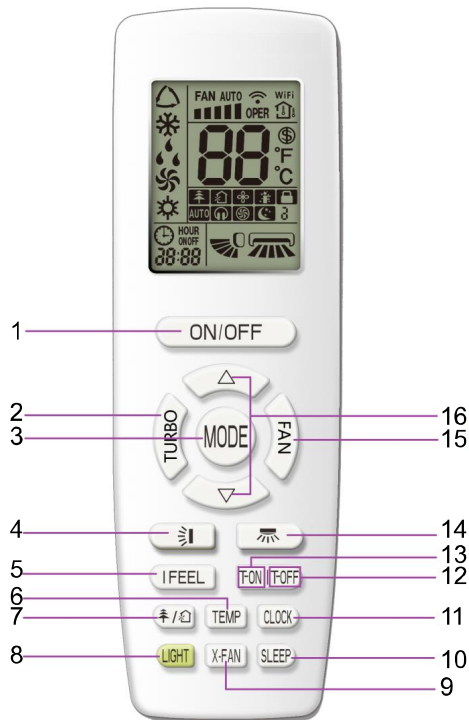 FAN AUTO WiFi
OPER
88 °F
°C
AUTO
HOUR
ONOFF
88:88
1 ON/OFF
2 TURBO
3 MODE
16
FAN 15
4
14
5 I FEEL
13
T-ON T-OFF 12
6
7 / TEMP CLOCK 11
8 LIGHT X-FAN SLEEP 10
9